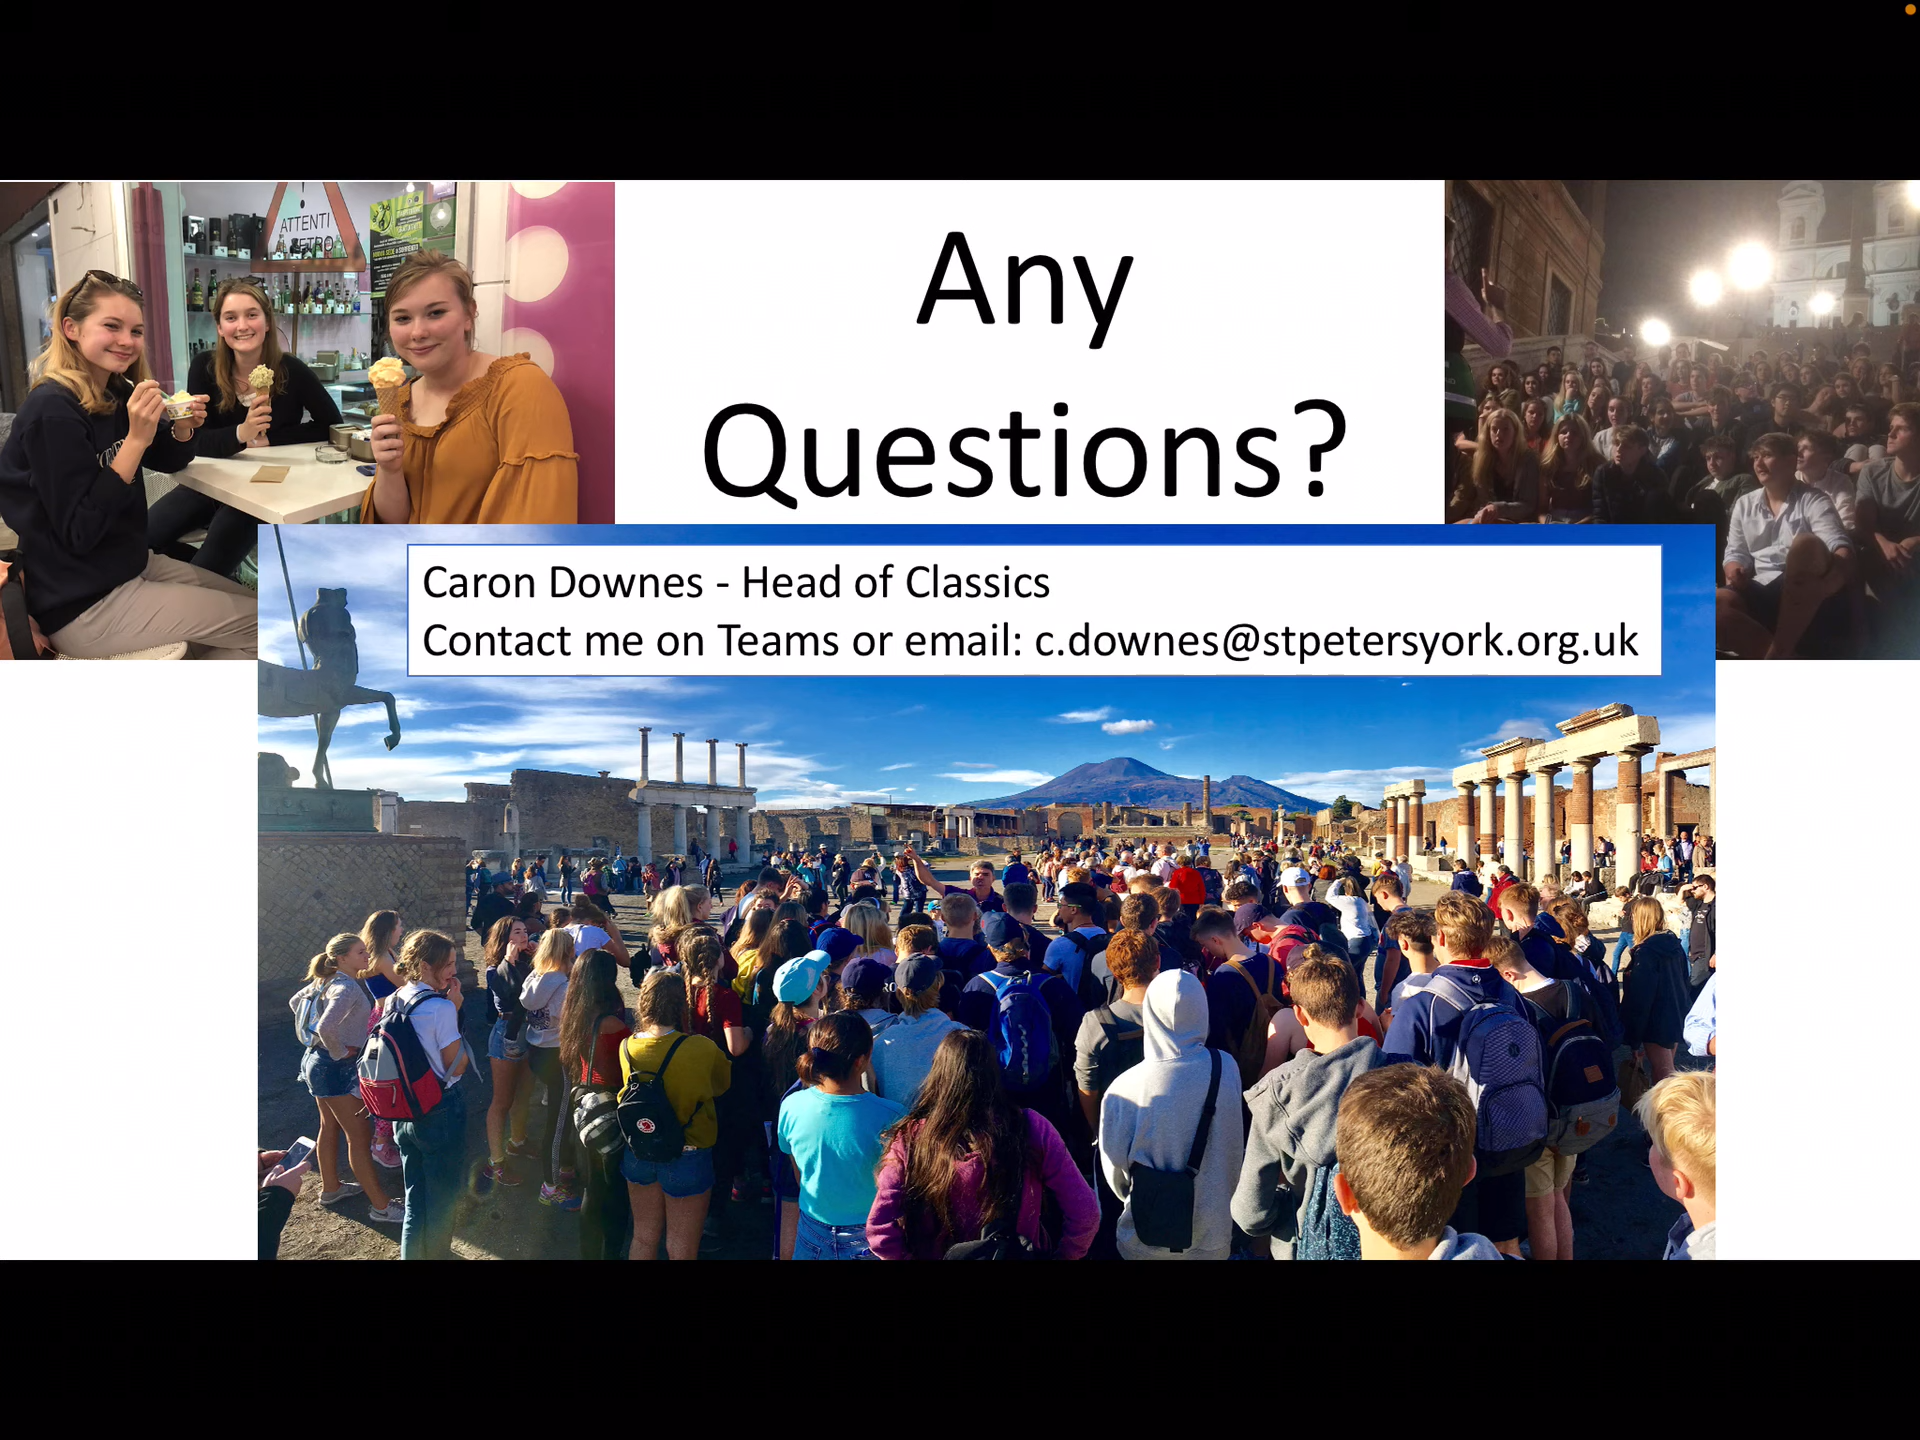 Any
Questions?
ATTENTI
Caron Downes - Head of Classics
Contact me on Teams or email: c.downes@stpetersyork.org.uk